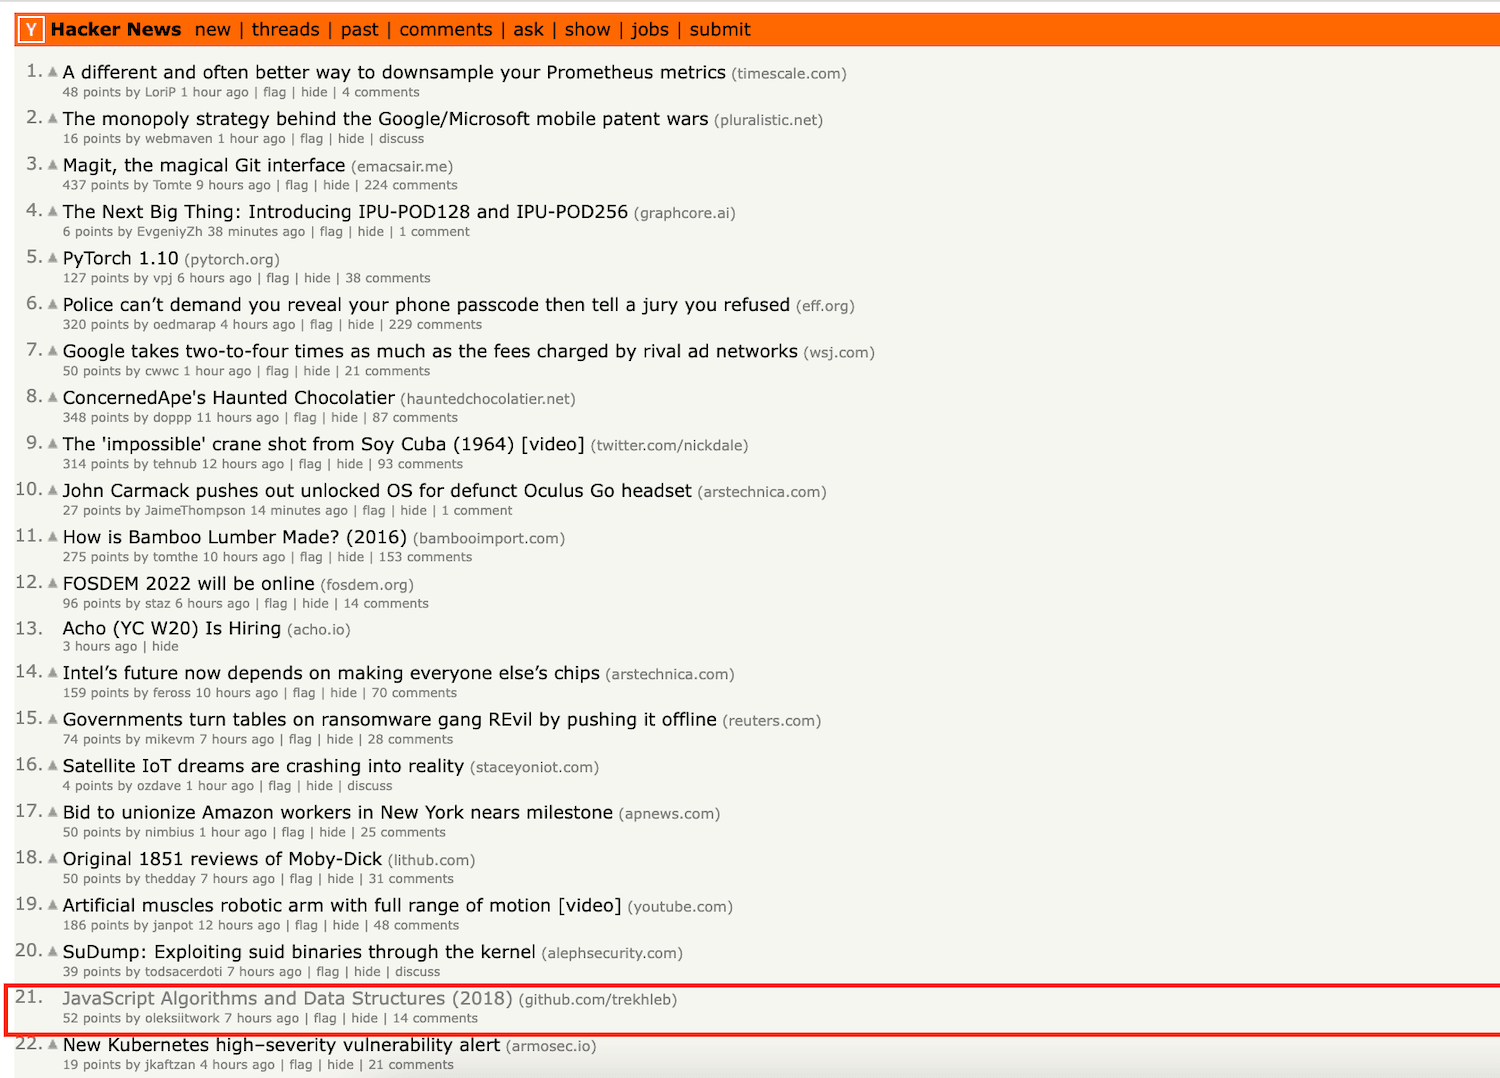 Y Hacker News new | threads | past | comments | ask | show | jobs | submit
1. A different and often better way to downsample your Prometheus metrics (timescale.com)
48 points by LoriP 1 hour ago | flag | hide | 4 comments
2. The monopoly strategy behind the Google/Microsoft mobile patent wars (pluralistic.net)
16 points by webmaven 1 hour ago | flag | hide | discuss
3. Magit, the magical Git interface (emacsair.me)
437 points by Tomte 9 hours ago | flag | hide | 224 comments
4. The Next Big Thing: Introducing IPU-POD128 and IPU-POD256 (graphcore.ai)
6 points by EvgeniyZh 38 minutes ago | flag | hide | 1 comment
5. PyTorch 1.10 (pytorch.org)
127 points by vpj 6 hours ago | flag | hide | 38 comments
6. Police can’t demand you reveal your phone passcode then tell a jury you refused (eff.org)
320 points by oedmarap 4 hours ago | flag | hide | 229 comments
7. Google takes two-to-four times as much as the fees charged by rival ad networks (wsj.com)
50 points by cwwc 1 hour ago | flag | hide | 21 comments
8. ConcernedApe's Haunted Chocolatier (hauntedchocolatier.net)
348 points by doppp 11 hours ago | flag | hide | 87 comments
9. The 'impossible' crane shot from Soy Cuba (1964) [video] (twitter.com/nickdale)
314 points by tehnub 12 hours ago | flag | hide | 93 comments
10. John Carmack pushes out unlocked OS for defunct Oculus Go headset (arstechnica.com)
27 points by JaimeThompson 14 minutes ago | flag | hide | 1 comment
11. How is Bamboo Lumber Made? (2016) (bambooimport.com)
275 points by tomthe 10 hours ago | flag | hide | 153 comments
12. FOSDEM 2022 will be online (fosdem.org)
96 points by staz 6 hours ago | flag | hide | 14 comments
13. Acho (YC W20) Is Hiring (acho.io)
3 hours ago | hide
14. Intel’s future now depends on making everyone else’s chips (arstechnica.com)
159 points by feross 10 hours ago | flag | hide | 70 comments
15. Governments turn tables on ransomware gang REvil by pushing it offline (reuters.com)
74 points by mikevm 7 hours ago | flag | hide | 28 comments
16. Satellite IoT dreams are crashing into reality (staceyoniot.com)
4 points by ozdave 1 hour ago | flag | hide | discuss
17. Bid to unionize Amazon workers in New York nears milestone (apnews.com)
50 points by nimbius 1 hour ago | flag | hide | 25 comments
18. Original 1851 reviews of Moby-Dick (lithub.com)
50 points by thedday 7 hours ago | flag | hide | 31 comments
19. Artificial muscles robotic arm with full range of motion [video] (youtube.com)
186 points by janpot 12 hours ago | flag | hide | 48 comments
20. SuDump: Exploiting suid binaries through the kernel (alephsecurity.com)
39 points by todsacerdoti 7 hours ago | flag | hide | discuss
21. JavaScript Algorithms and Data Structures (2018) (github.com/trekhleb)
52 points by oleksiitwork 7 hours ago | flag | hide | 14 comments
22. New Kubernetes high–severity vulnerability alert (armosec.io)
19 points by jkaftzan 4 hours ago | flag | hide | 21 comments